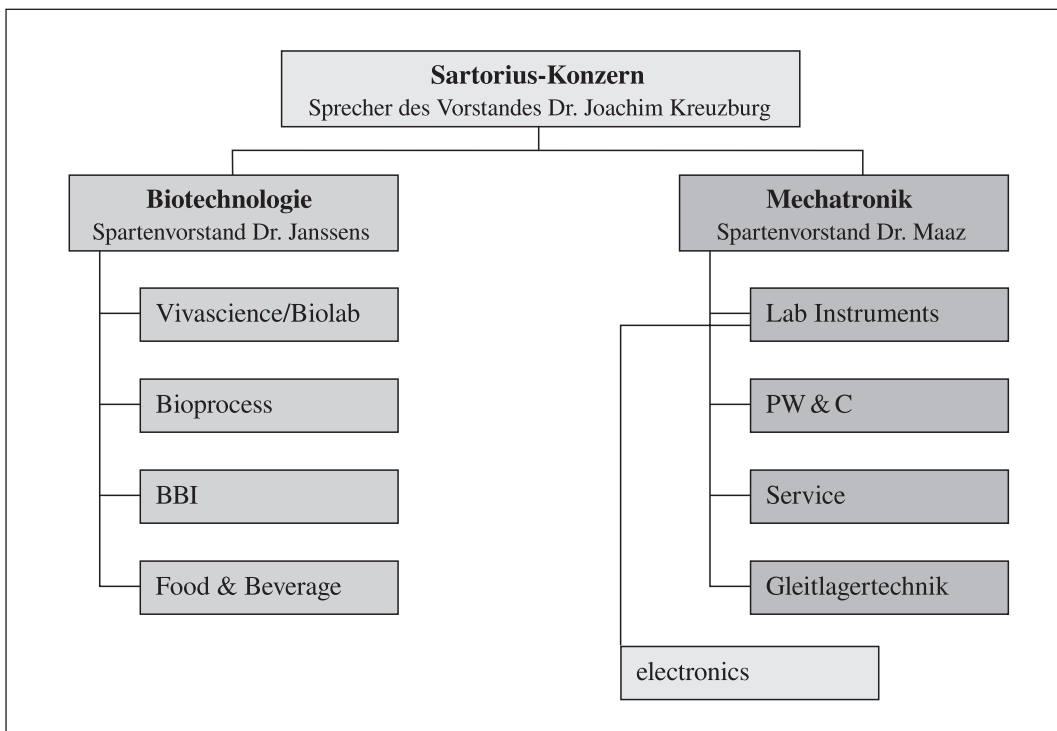 Sartorius-Konzern
Sprecher des Vorstandes Dr. Joachim Kreuzburg
Biotechnologie
Spartenvorstand Dr. Janssens
Vivascience/Biolab
Bioprocess
BBI
Food & Beverage
Mechatronik
Spartenvorstand Dr. Maaz
Lab Instruments
PW & C
Service
Gleitlagertechnik
electronics